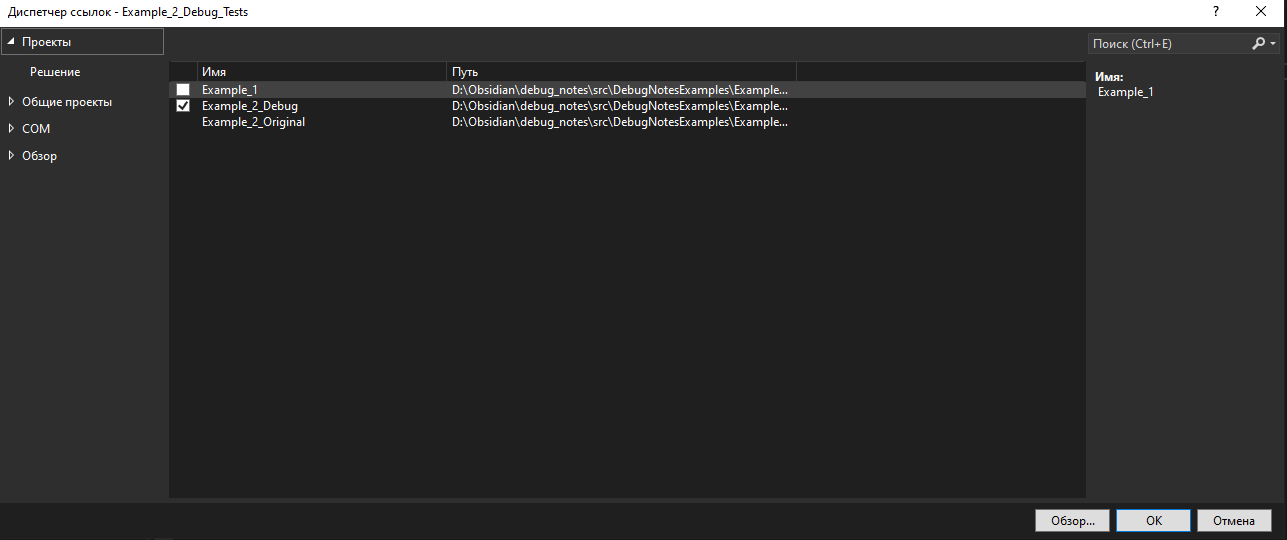 Диспетчер ссылок - Example_2_Debug_Tests
?
Проекты
Решение
Общие проекты
COM
Обзор
Имя Путь
Example_1 D:\Obsidian\debug_notes\src\DebugNotesExamples\Example...
Example_2_Debug D:\Obsidian\debug_notes\src\DebugNotesExamples\Example...
Example_2_Original D:\Obsidian\debug_notes\src\DebugNotesExamples\Example...
Поиск (Ctrl+E)
Имя:
Example_1
Обзор... ОК Отмена